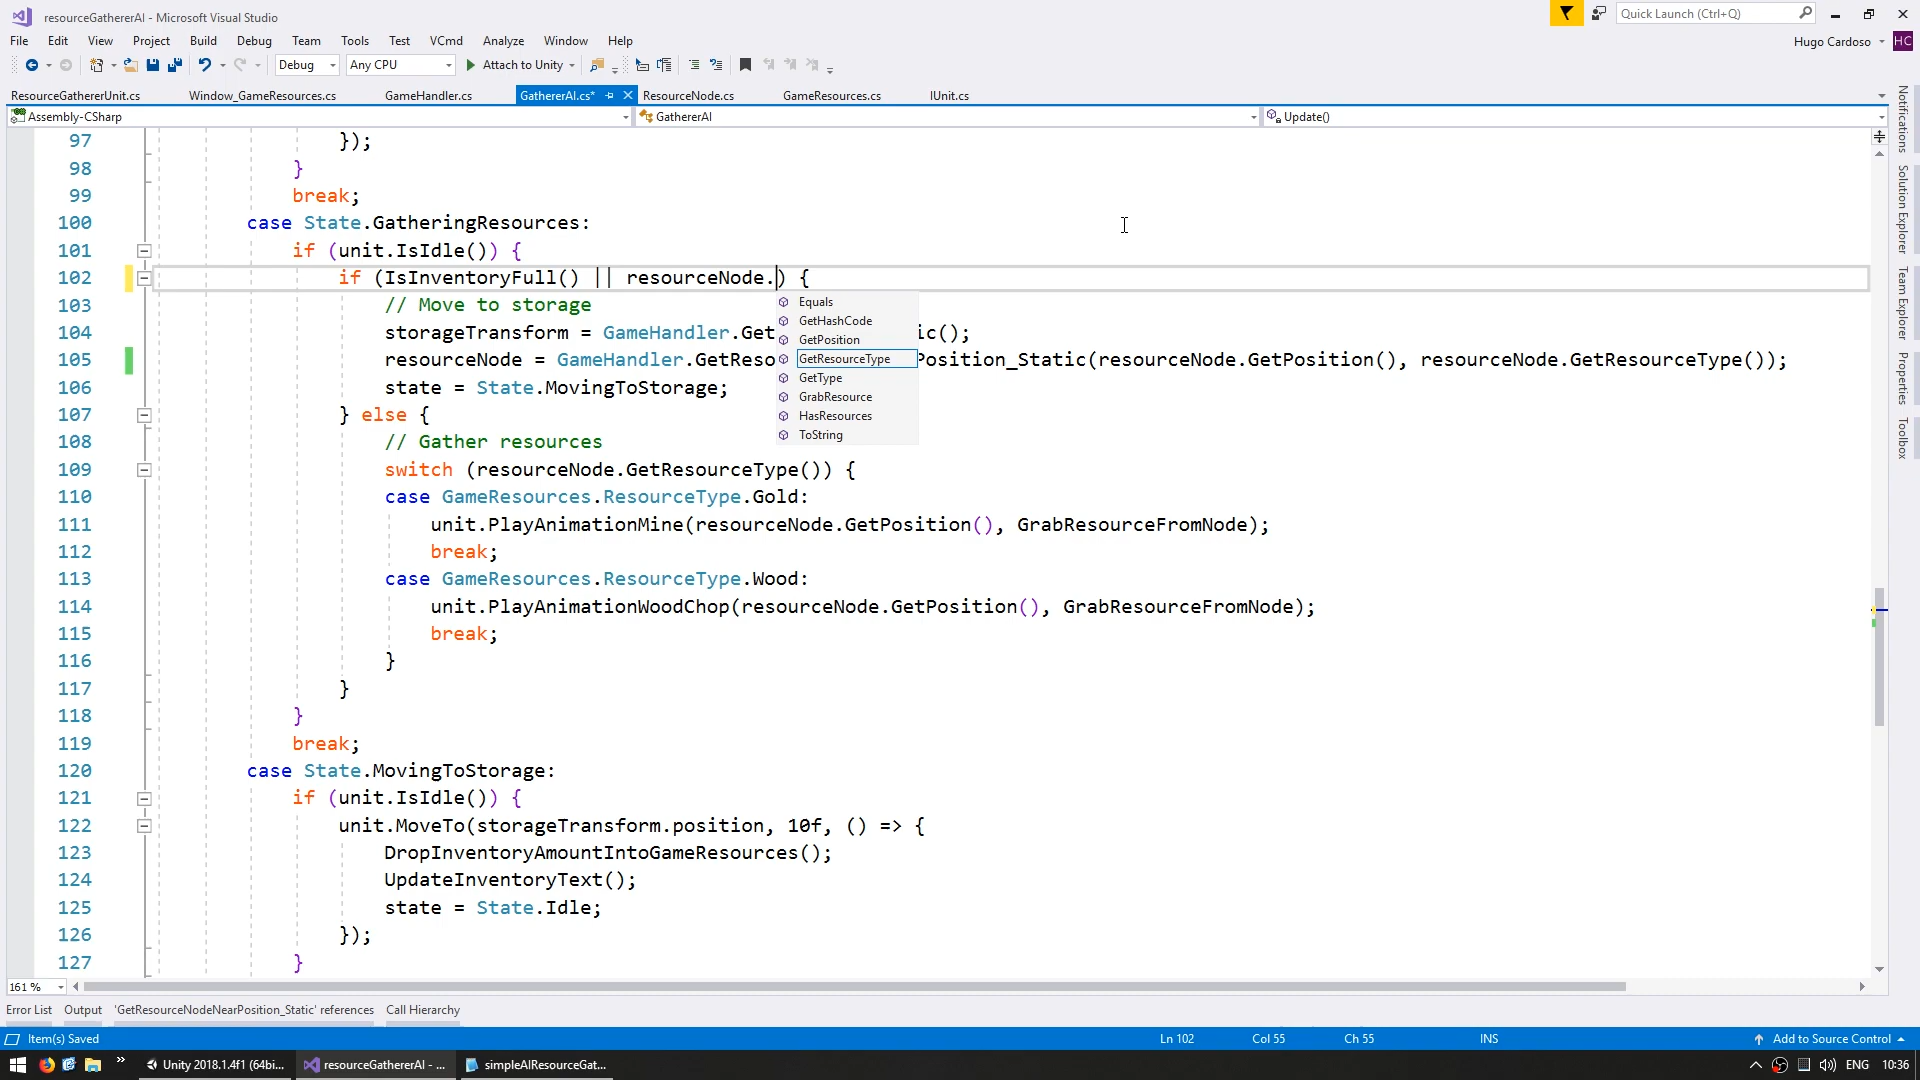 resourceGathererAI - Microsoft Visual Studio
Quick Launch (Ctrl+Q)
File Edit View Project Build Debug Team Tools Test VCmd Analyze Window Help
Hugo Cardoso HC
Debug Any CPU Attach to Unity
ResourceGathererUnit.cs Window_GameResources.cs GameHandler.cs GathererAI.cs* ResourceNode.cs GameResources.cs IUnit.cs
Assembly-CSharp GathererAI Update()
97 });
98 }
99 break;
100 case State.GatheringResources:
101 if (unit.IsIdle()) {
102 if (IsInventoryFull() || resourceNode.) {
103 // Move to storage
104 storageTransform = GameHandler.Get ic();
105 resourceNode = GameHandler.GetReso Position_Static(resourceNode.GetPosition(), resourceNode.GetResourceType());
106 state = State.MovingToStorage;
107 } else {
108 // Gather resources
109 switch (resourceNode.GetResourceType()) {
110 case GameResources.ResourceType.Gold:
111 unit.PlayAnimationMine(resourceNode.GetPosition(), GrabResourceFromNode);
112 break;
113 case GameResources.ResourceType.Wood:
114 unit.PlayAnimationWoodChop(resourceNode.GetPosition(), GrabResourceFromNode);
115 break;
116 }
117 }
118 }
119 break;
120 case State.MovingToStorage:
121 if (unit.IsIdle()) {
122 unit.MoveTo(storageTransform.position, 10f, () => {
123 DropInventoryAmountIntoGameResources();
124 UpdateInventoryText();
125 state = State.Idle;
126 });
127 }
Equals
GetHashCode
GetPosition
GetResourceType
GetType
GrabResource
HasResources
ToString
Notifications
Solution Explorer
Team Explorer
Properties
Toolbox
161 %
Error List Output 'GetResourceNodeNearPosition_Static' references Call Hierarchy
Item(s) Saved Ln 102 Col 55 Ch 55 INS Add to Source Control
Unity 2018.1.4f1 (64bi... resourceGathererAI - ... simpleAIResourceGat... ENG 10:36